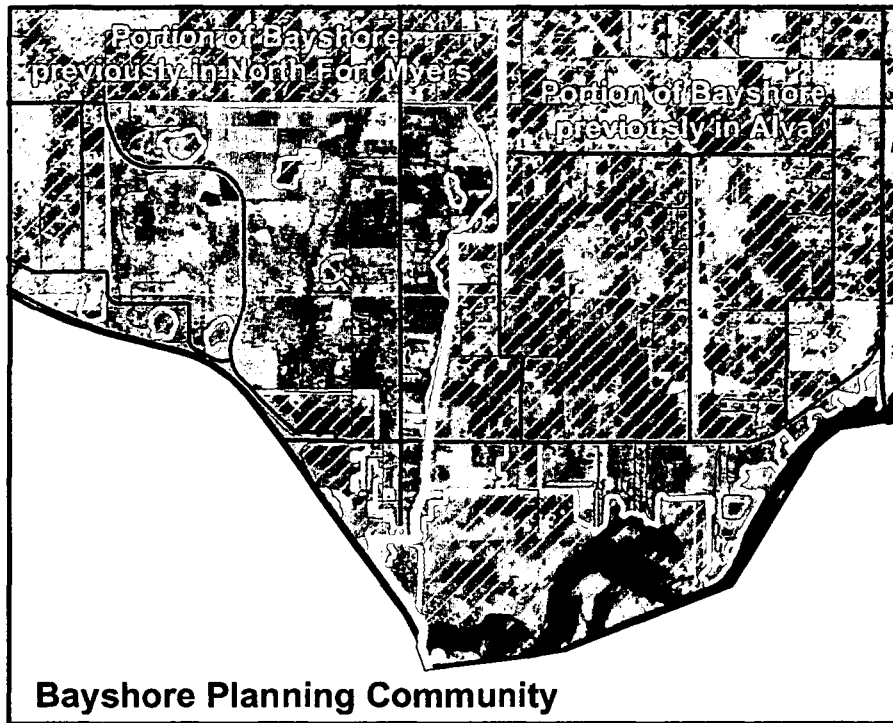 Portion of Bayshore
previously in North Fort Myers
Portion of Bayshore
previously in Alva
Bayshore Planning Community